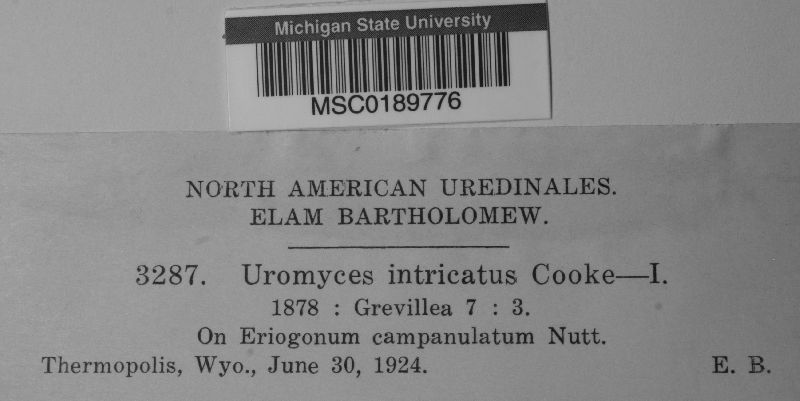 Michigan State University
MSC0189776
NORTH AMERICAN UREDINALES.
ELAM BARTHOLOMEW.
3287. Uromyces intricatus Cooke—I.
1878 : Grevillea 7 : 3.
On Eriogonum campanulatum Nutt.
Thermopolis, Wyo., June 30, 1924. E. B.